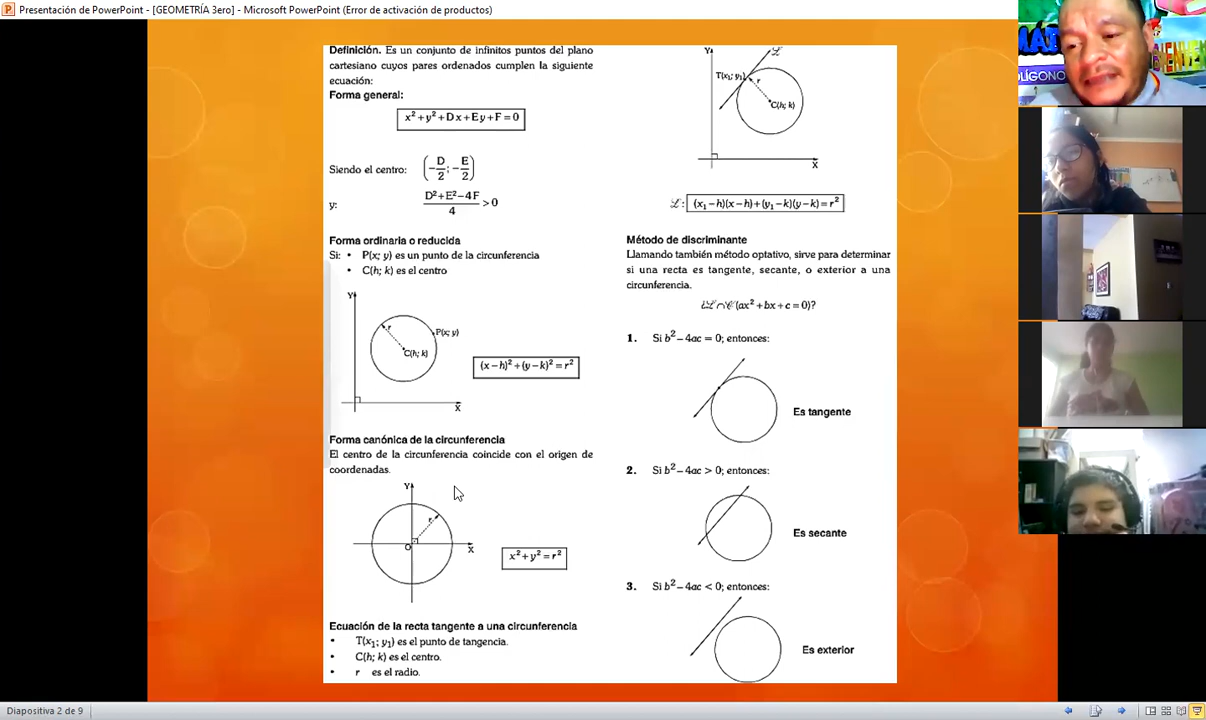 Presentación de PowerPoint - [GEOMETRÍA 3ero] - Microsoft PowerPoint (Error de activación de productos)
Definición. Es un conjunto de infinitos puntos del plano
cartesiano cuyos pares ordenados cumplen la siguiente
ecuación:
Forma general:
x² + y² + Dx + Ey + F = 0
Siendo el centro: (-D/2; -E/2)
y: (D² + E² - 4F)/4 > 0
Forma ordinaria o reducida
Si: • P(x; y) es un punto de la circunferencia
• C(h; k) es el centro
Y
r
P(x; y)
C(h; k)
X
(x - h)² + (y - k)² = r²
Forma canónica de la circunferencia
El centro de la circunferencia coincide con el origen de
coordenadas.
Y
r
O
X
x² + y² = r²
Ecuación de la recta tangente a una circunferencia
• T(x₁; y₁) es el punto de tangencia.
• C(h; k) es el centro.
• r es el radio.
Y
ℒ
T(x₁; y₁)
r
C(h; k)
X
ℒ: (x₁-h)(x-h)+(y₁-k)(y-k)=r²
Método de discriminante
Llamando también método optativo, sirve para determinar
si una recta es tangente, secante, o exterior a una
circunferencia.
¿ℒ ∩ 𝒞 (ax² + bx + c = 0)?
1. Si b² - 4ac = 0; entonces:
Es tangente
2. Si b² - 4ac > 0; entonces:
Es secante
3. Si b² - 4ac < 0; entonces:
Es exterior
Diapositiva 2 de 9